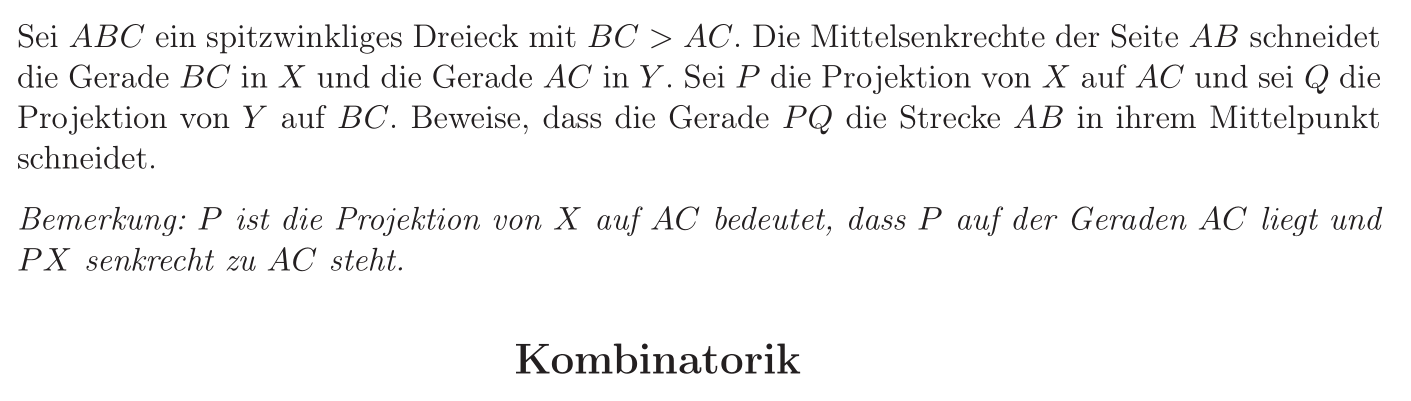 Sei ABC ein spitzwinkliges Dreieck mit BC > AC. Die Mittelsenkrechte der Seite AB schneidet
die Gerade BC in X und die Gerade AC in Y. Sei P die Projektion von X auf AC und sei Q die
Projektion von Y auf BC. Beweise, dass die Gerade PQ die Strecke AB in ihrem Mittelpunkt
schneidet.
Bemerkung: P ist die Projektion von X auf AC bedeutet, dass P auf der Geraden AC liegt und
PX senkrecht zu AC steht.
Kombinatorik